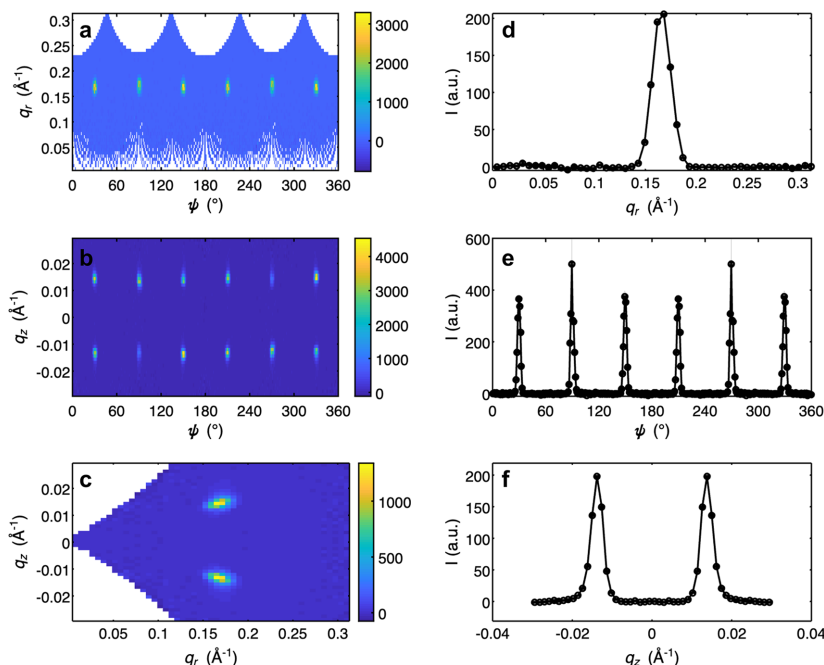 a
q_r (Å⁻¹)
0.3
0.25
0.2
0.15
0.1
0.05
0 60 120 180 240 300 360
ψ (°)
3000
2000
1000
0
d
I (a.u.)
200
150
100
50
0
0 0.05 0.1 0.15 0.2 0.25 0.3
q_r (Å⁻¹)
b
q_z (Å⁻¹)
0.02
0.01
0
-0.01
-0.02
0 60 120 180 240 300 360
ψ (°)
4000
3000
2000
1000
0
e
I (a.u.)
600
400
200
0
0 60 120 180 240 300 360
ψ (°)
c
q_z (Å⁻¹)
0.02
0.01
0
-0.01
-0.02
0.05 0.1 0.15 0.2 0.25 0.3
q_r (Å⁻¹)
1000
500
0
f
I (a.u.)
200
150
100
50
0
-0.04 -0.02 0 0.02 0.04
q_z (Å⁻¹)